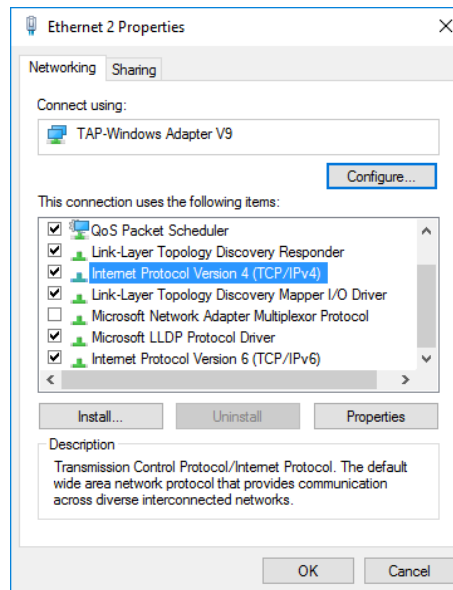 Ethernet 2 Properties
Networking
Sharing
Connect using:
TAP-Windows Adapter V9
Configure...
This connection uses the following items:
QoS Packet Scheduler
Link-Layer Topology Discovery Responder
Internet Protocol Version 4 (TCP/IPv4)
Link-Layer Topology Discovery Mapper I/O Driver
Microsoft Network Adapter Multiplexor Protocol
Microsoft LLDP Protocol Driver
Internet Protocol Version 6 (TCP/IPv6)
Install...
Uninstall
Properties
Description
Transmission Control Protocol/Internet Protocol. The default
wide area network protocol that provides communication
across diverse interconnected networks.
OK
Cancel